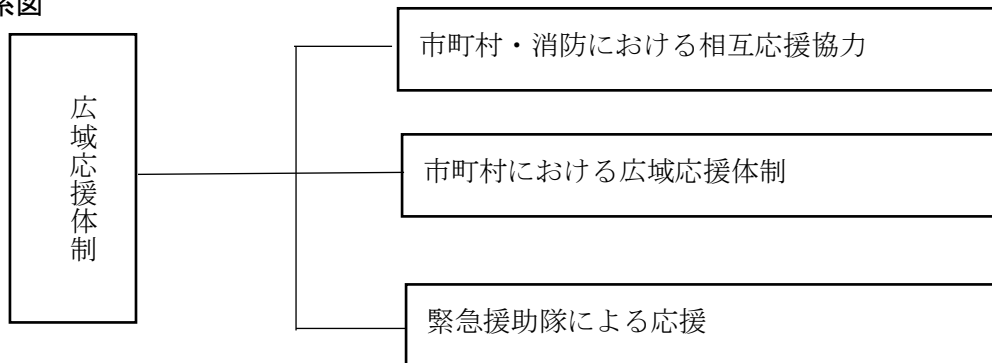 系図
市町村・消防における相互応援協力
広域応援体制
市町村における広域応援体制
緊急援助隊による応援